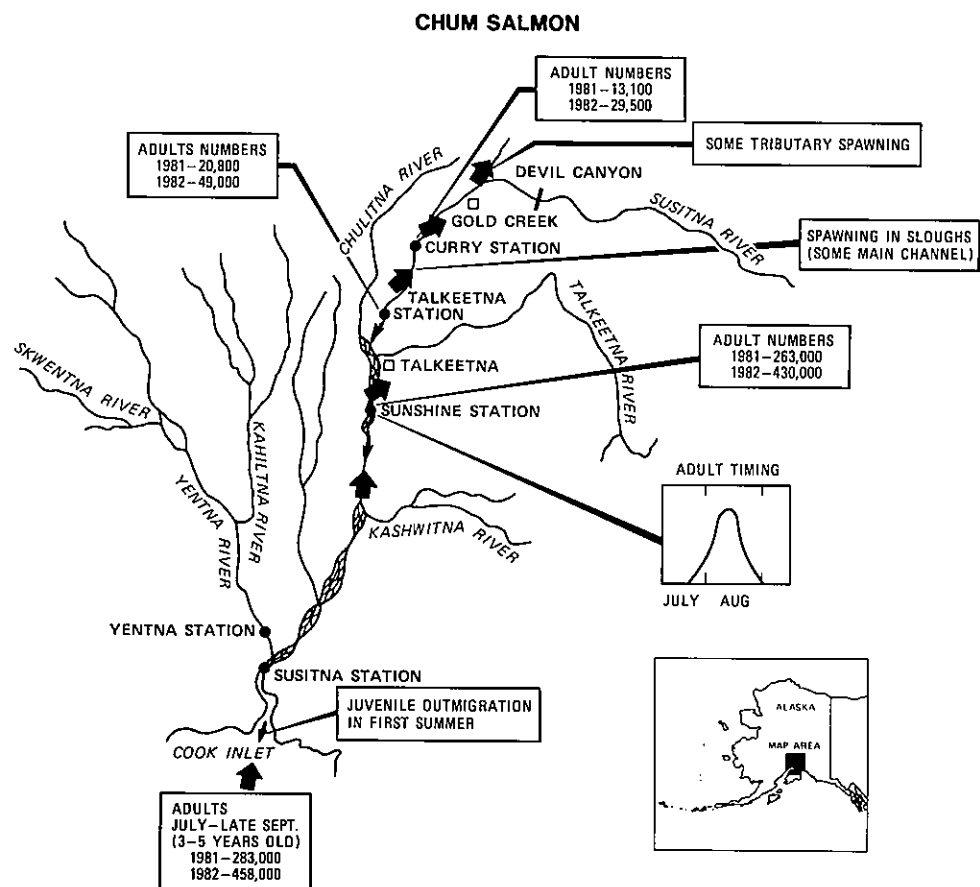 CHUM SALMON
ADULT NUMBERS
1981–13,100
1982–29,500
ADULTS NUMBERS
1981–20,800
1982–49,000
SOME TRIBUTARY SPAWNING
DEVIL CANYON
CHULITNA RIVER
GOLD CREEK
SUSITNA RIVER
CURRY STATION
SPAWNING IN SLOUGHS
(SOME MAIN CHANNEL)
TALKEETNA
STATION
TALKEETNA RIVER
ADULT NUMBERS
1981–263,000
1982–430,000
TALKEETNA
SUNSHINE STATION
SKWENTNA RIVER
KAHILTNA RIVER
YENTNA RIVER
ADULT TIMING
JULY AUG
KASHWITNA RIVER
YENTNA STATION
SUSITNA STATION
JUVENILE OUTMIGRATION
IN FIRST SUMMER
COOK INLET
ALASKA
MAP AREA
ADULTS
JULY–LATE SEPT.
(3–5 YEARS OLD)
1981–283,000
1982–458,000